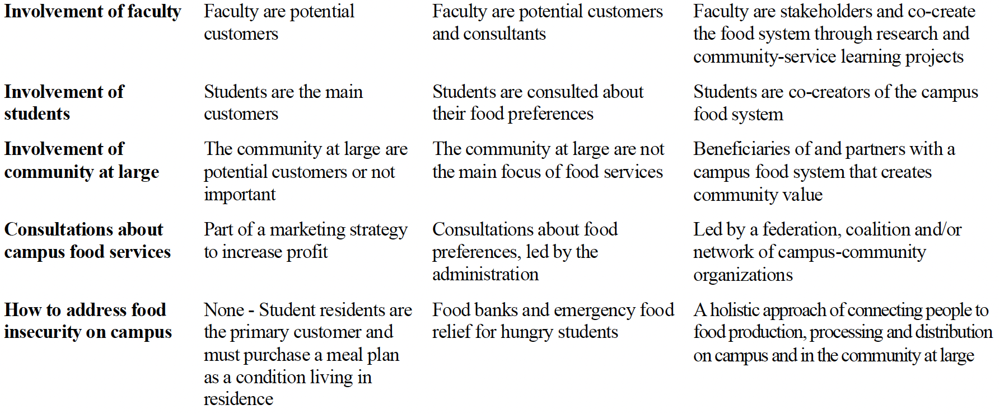 Involvement of faculty
Faculty are potential
customers
Faculty are potential customers
and consultants
Faculty are stakeholders and co-create
the food system through research and
community-service learning projects
Involvement of
students
Students are the main
customers
Students are consulted about
their food preferences
Students are co-creators of the campus
food system
Involvement of
community at large
The community at large are
potential customers or not
important
The community at large are not
the main focus of food services
Beneficiaries of and partners with a
campus food system that creates
community value
Consultations about
campus food services
Part of a marketing strategy
to increase profit
Consultations about food
preferences, led by the
administration
Led by a federation, coalition and/or
network of campus-community
organizations
How to address food
insecurity on campus
None - Student residents are
the primary customer and
must purchase a meal plan
as a condition living in
residence
Food banks and emergency food
relief for hungry students
A holistic approach of connecting people to
food production, processing and distribution
on campus and in the community at large